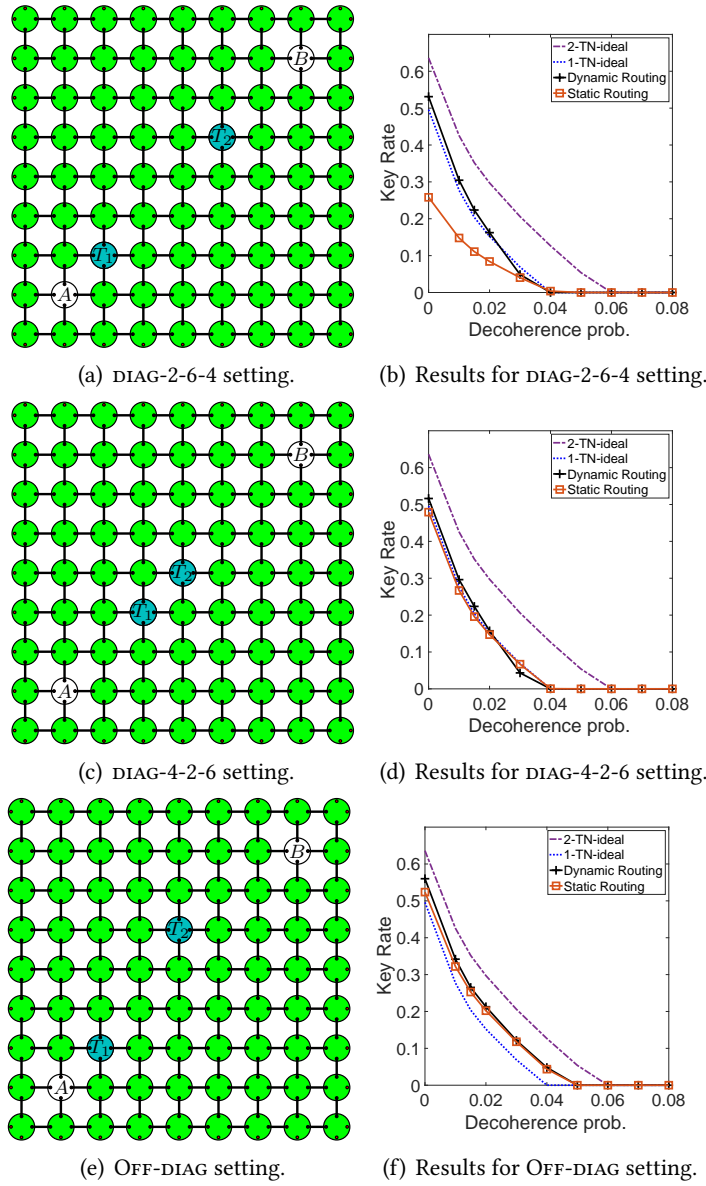 B
T₂
T₁
A
(a) DIAG-2-6-4 setting.
Key Rate
0.6
0.5
0.4
0.3
0.2
0.1
0
0 0.02 0.04 0.06 0.08
Decoherence prob.
2-TN-ideal
1-TN-ideal
Dynamic Routing
Static Routing
(b) Results for DIAG-2-6-4 setting.
B
T₂
T₁
A
(c) DIAG-4-2-6 setting.
Key Rate
0.6
0.5
0.4
0.3
0.2
0.1
0
0 0.02 0.04 0.06 0.08
Decoherence prob.
2-TN-ideal
1-TN-ideal
Dynamic Routing
Static Routing
(d) Results for DIAG-4-2-6 setting.
B
T₂
T₁
A
(e) OFF-DIAG setting.
Key Rate
0.6
0.5
0.4
0.3
0.2
0.1
0
0 0.02 0.04 0.06 0.08
Decoherence prob.
2-TN-ideal
1-TN-ideal
Dynamic Routing
Static Routing
(f) Results for OFF-DIAG setting.